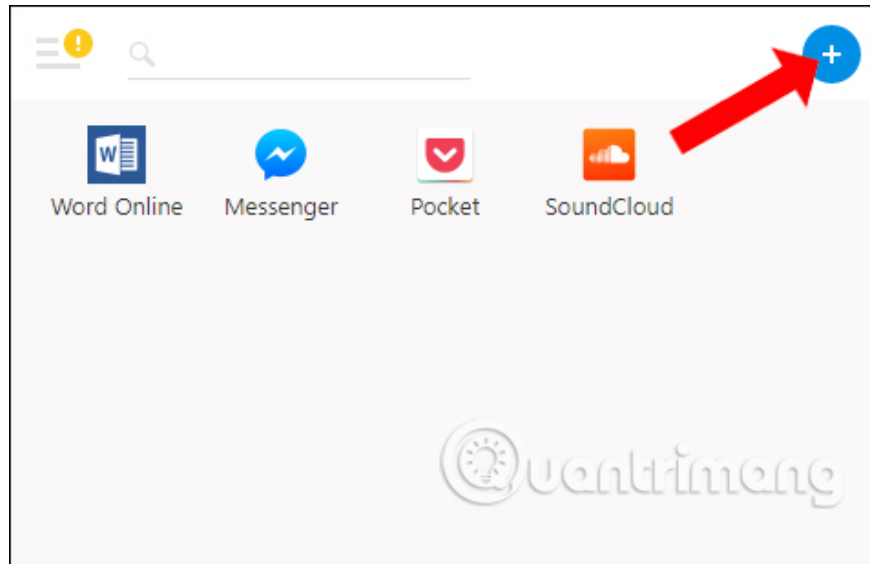 Word Online
Messenger
Pocket
SoundCloud
Quantrimang